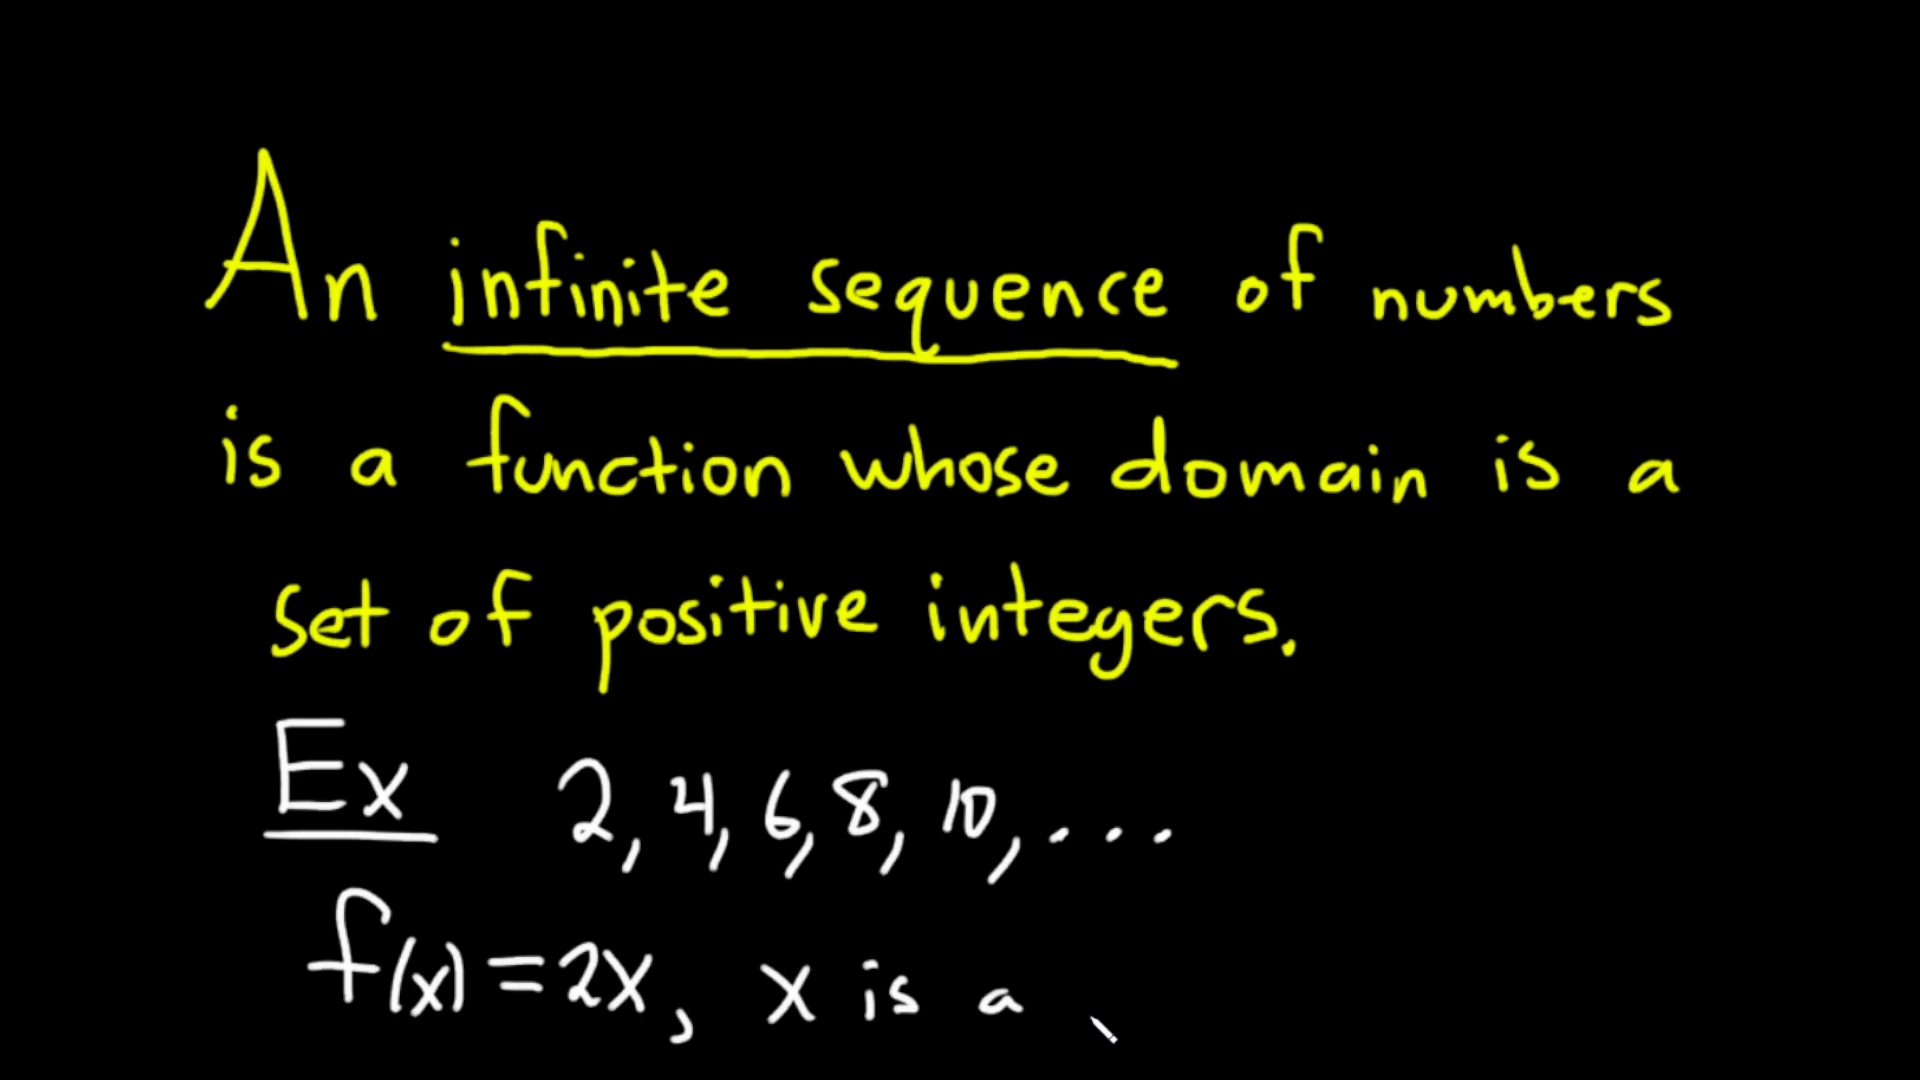 An infinite sequence of numbers
is a function whose domain is a
set of positive integers.
Ex 2, 4, 6, 8, 10, ...
f(x) = 2x, x is a